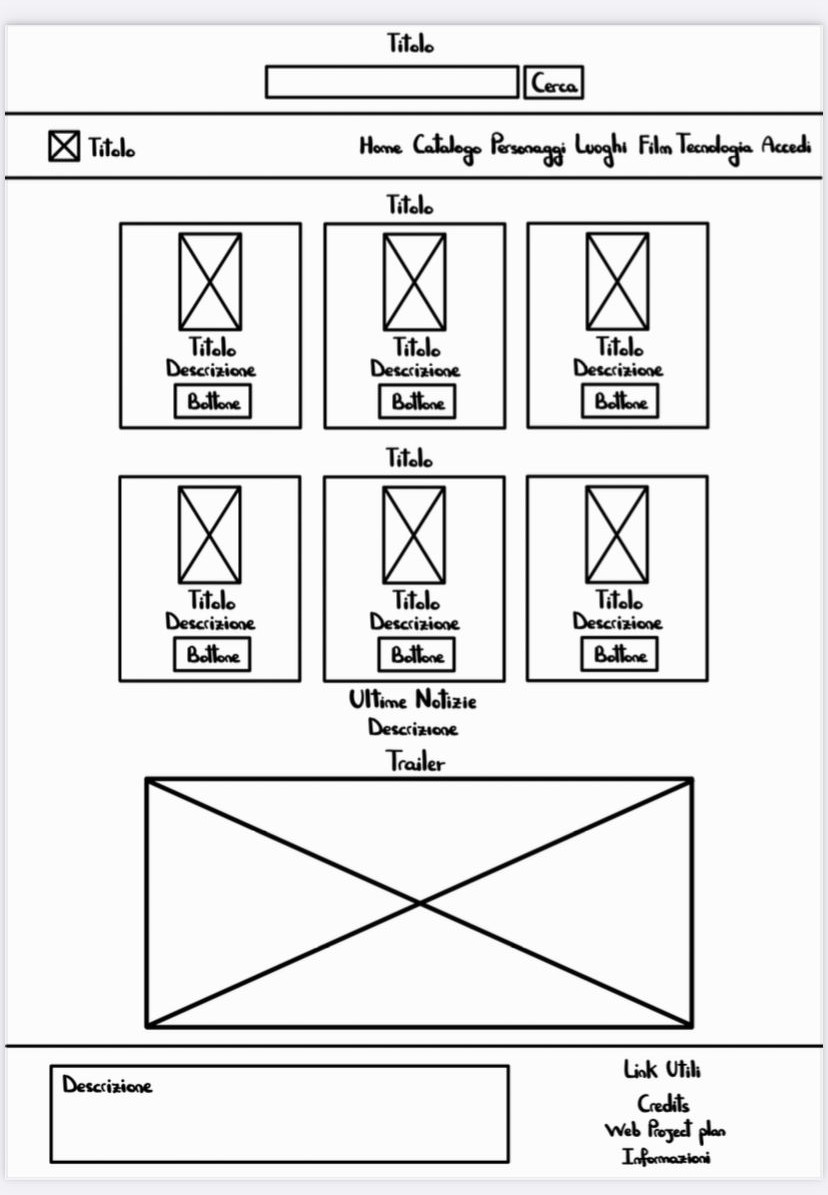 Titolo
Cerca
Titolo Home Catalogo Personaggi Luoghi Film Tecnologia Accedi
Titolo
Titolo Titolo Titolo
Descrizione Descrizione Descrizione
Bottone Bottone Bottone
Titolo
Titolo Titolo Titolo
Descrizione Descrizione Descrizione
Bottone Bottone Bottone
Ultime Notizie
Descrizione
Trailer
Descrizione
Link Utili
Credits
Web Project plan
Informazioni